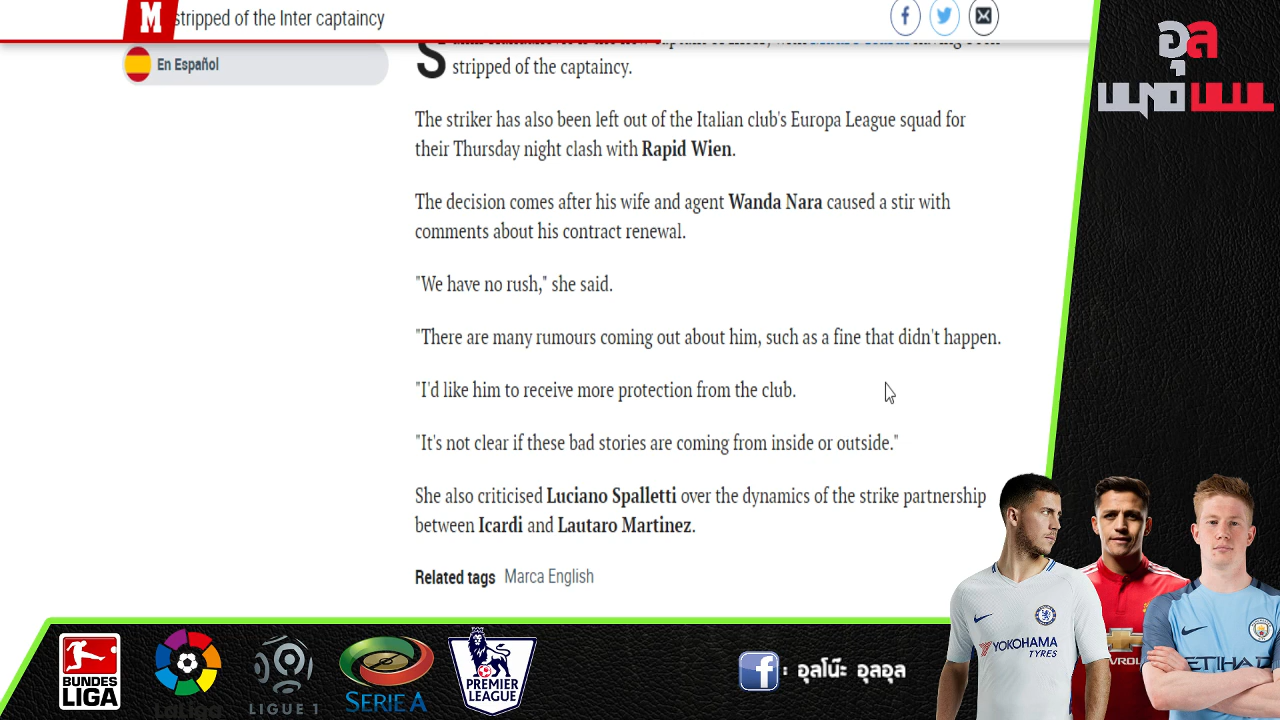 M stripped of the Inter captaincy
En Español
stripped of the captaincy.
The striker has also been left out of the Italian club's Europa League squad for
their Thursday night clash with Rapid Wien.
The decision comes after his wife and agent Wanda Nara caused a stir with
comments about his contract renewal.
"We have no rush," she said.
"There are many rumours coming out about him, such as a fine that didn't happen.
"I'd like him to receive more protection from the club.
"It's not clear if these bad stories are coming from inside or outside."
She also criticised Luciano Spalletti over the dynamics of the strike partnership
between Icardi and Lautaro Martinez.
Related tags Marca English
YOKOHAMA
TYRES
BUNDES
LIGA
LIGUE 1
SERIE A
PREMIER
LEAGUE
f : อุลโน๊ะ อุลอุล